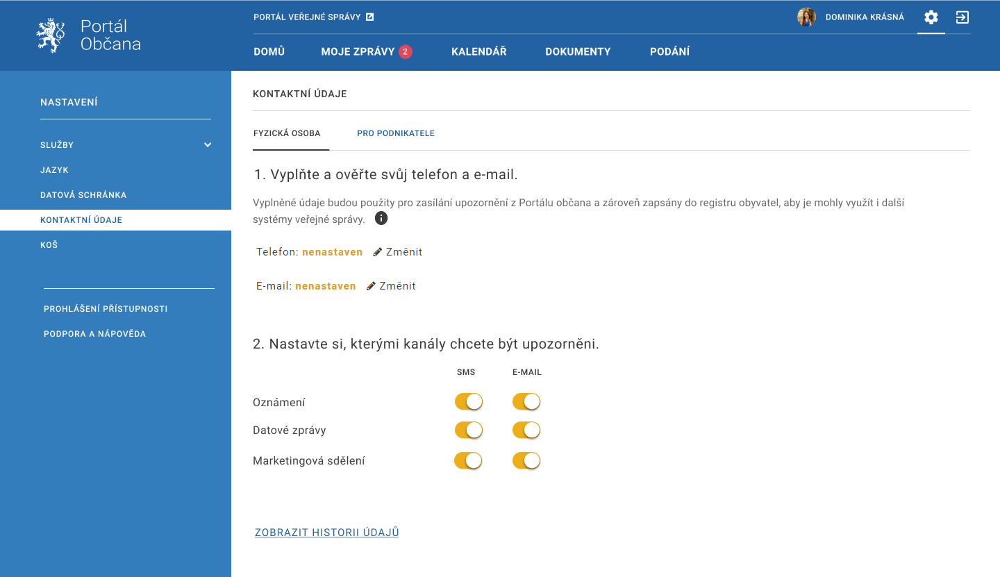 Portál
Občana
PORTÁL VEŘEJNÉ SPRÁVY
DOMINIKA KRÁSNÁ
DOMŮ
MOJE ZPRÁVY 2
KALENDÁŘ
DOKUMENTY
PODÁNÍ
NASTAVENÍ
SLUŽBY
JAZYK
DATOVÁ SCHRÁNKA
KONTAKTNÍ ÚDAJE
KOŠ
PROHLÁŠENÍ PŘÍSTUPNOSTI
PODPORA A NÁPOVĚDA
KONTAKTNÍ ÚDAJE
FYZICKÁ OSOBA
PRO PODNIKATELE
1. Vyplňte a ověřte svůj telefon a e-mail.
Vyplněné údaje budou použity pro zasílání upozornění z Portálu občana a zároveň zapsány do registru obyvatel, aby je mohly využít i další
systémy veřejné správy.
Telefon: nenastaven Změnit
E-mail: nenastaven Změnit
2. Nastavte si, kterými kanály chcete být upozorněni.
SMS E-MAIL
Oznámení
Datové zprávy
Marketingová sdělení
ZOBRAZIT HISTORII ÚDAJŮ